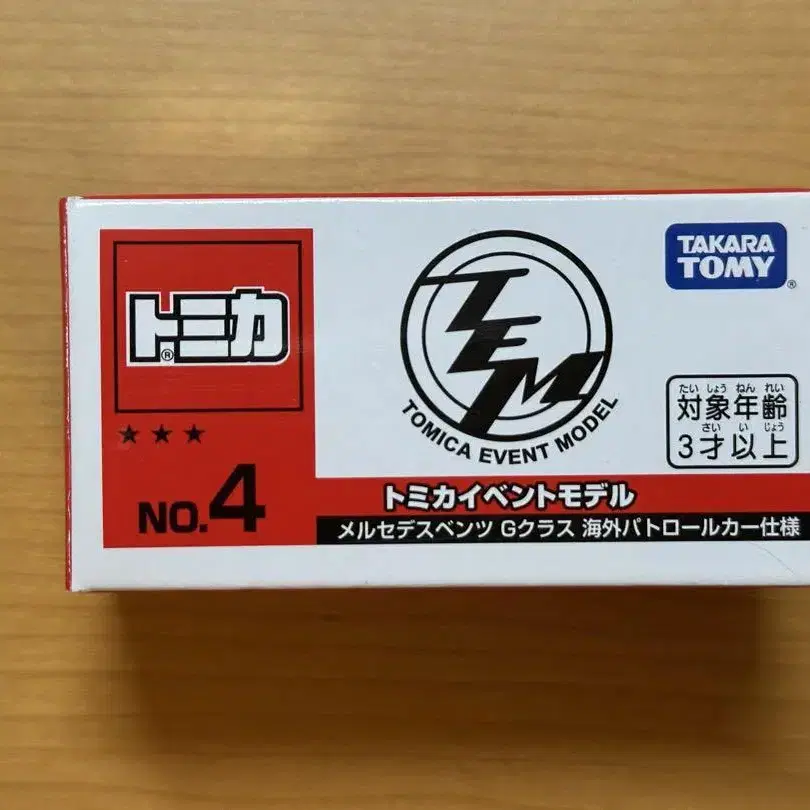 トミカ®
★★★
NO.4
TEM
TOMICA EVENT MODEL
TAKARA
TOMY®
たいしょうねんれい
対象年齢
さいいじょう
3才以上
トミカイベントモデル
メルセデスベンツ Gクラス 海外パトロールカー仕様